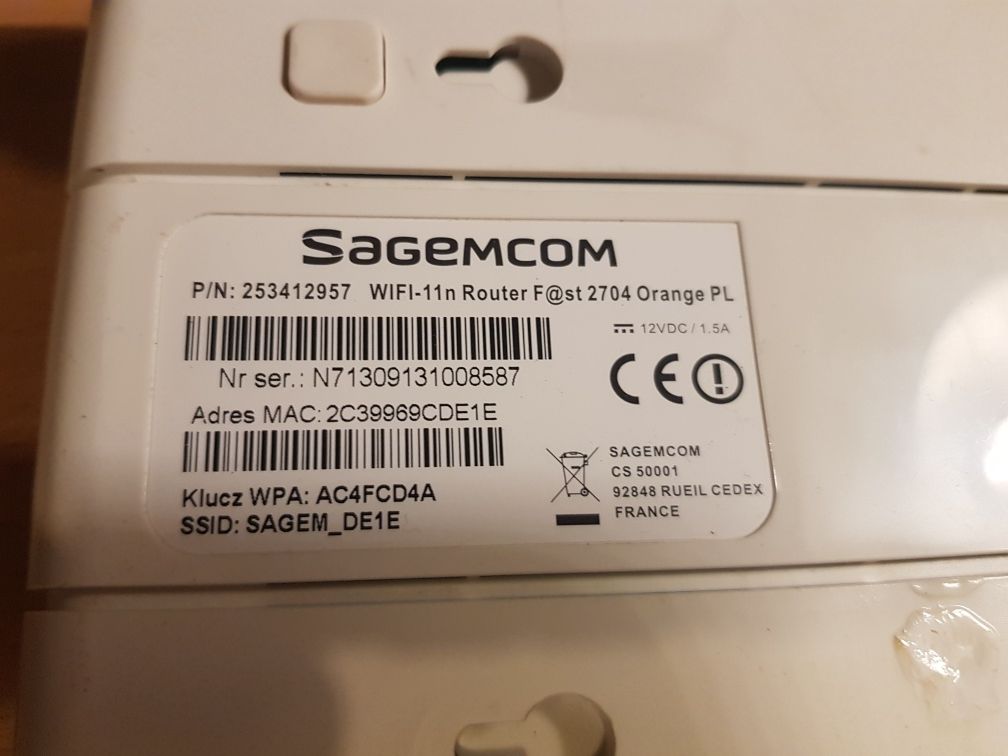 SAGEMCOM
P/N: 253412957 WIFI-11n Router F@st 2704 Orange PL
12VDC / 1.5A
Nr ser.: N71309131008587
CE
Adres MAC: 2C39969CDE1E
Klucz WPA: AC4FCD4A
SSID: SAGEM_DE1E
SAGEMCOM
CS 50001
92848 RUEIL CEDEX
FRANCE